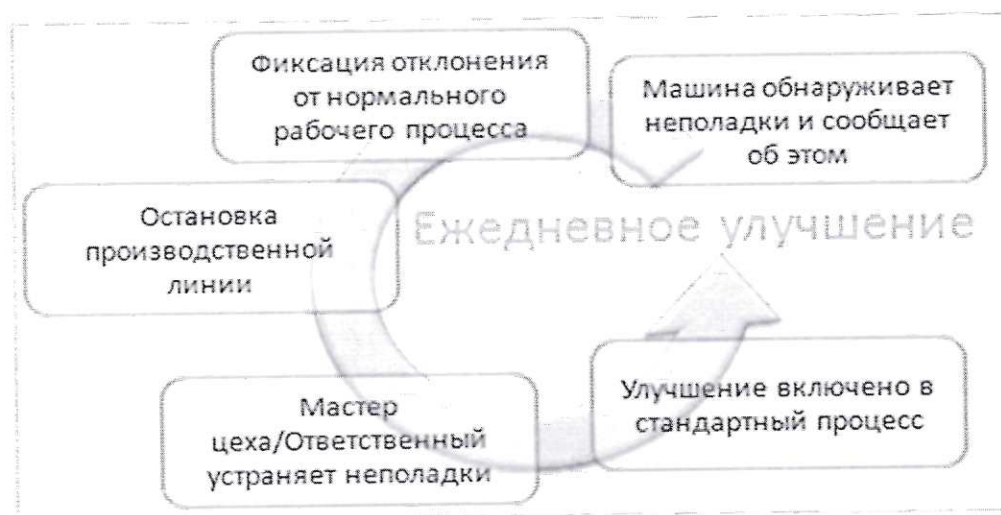 Фиксация отклонения
от нормального
рабочего процесса
Машина обнаруживает
неполадки и сообщает
об этом
Остановка
производственной
линии
Ежедневное улучшение
Мастер
цеха/Ответственный
устраняет неполадки
Улучшение включено в
стандартный процесс